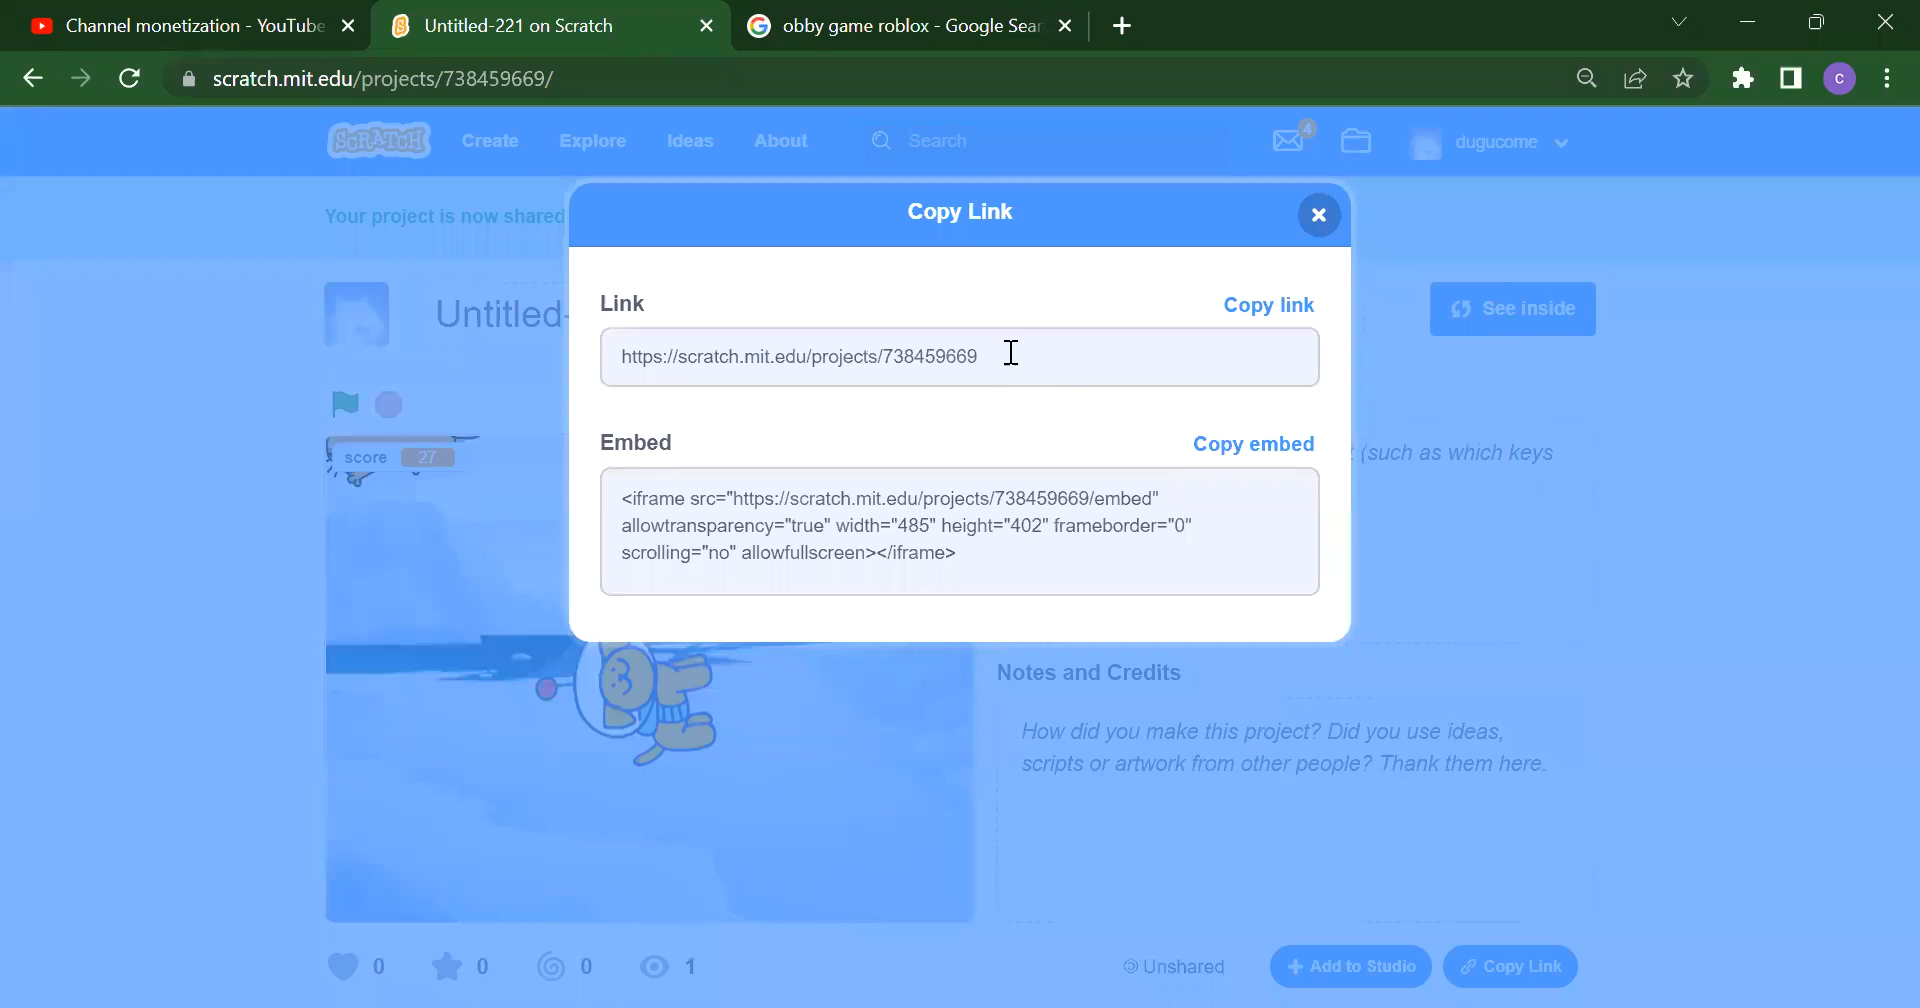 Channel monetization - YouTube
Untitled-221 on Scratch
obby game roblox - Google Sear
scratch.mit.edu/projects/738459669/
c
SCRATCH
Create
Explore
Ideas
About
Search
4
dugucome
Your project is now shared
Copy Link
Untitled-
See inside
Link
Copy link
https://scratch.mit.edu/projects/738459669
Embed
Copy embed
score 27
(such as which keys
<iframe src="https://scratch.mit.edu/projects/738459669/embed"
allowtransparency="true" width="485" height="402" frameborder="0"
scrolling="no" allowfullscreen></iframe>
Notes and Credits
How did you make this project? Did you use ideas,
scripts or artwork from other people? Thank them here.
0
0
0
1
Unshared
Add to Studio
Copy Link